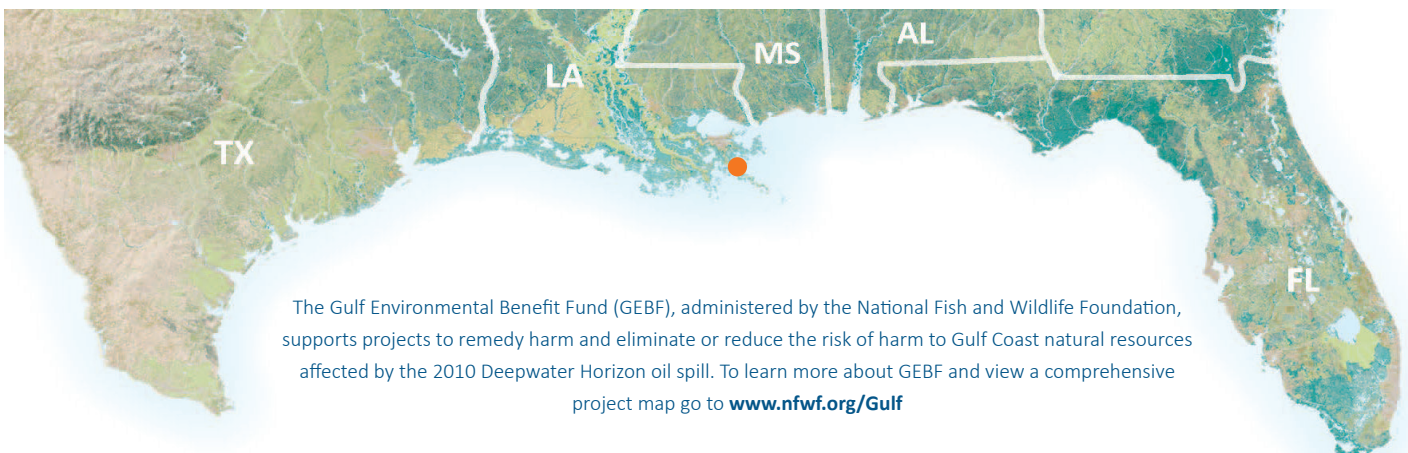 MS
AL
LA
TX
FL
The Gulf Environmental Benefit Fund (GEBF), administered by the National Fish and Wildlife Foundation,
supports projects to remedy harm and eliminate or reduce the risk of harm to Gulf Coast natural resources
affected by the 2010 Deepwater Horizon oil spill. To learn more about GEBF and view a comprehensive
project map go to www.nfwf.org/Gulf